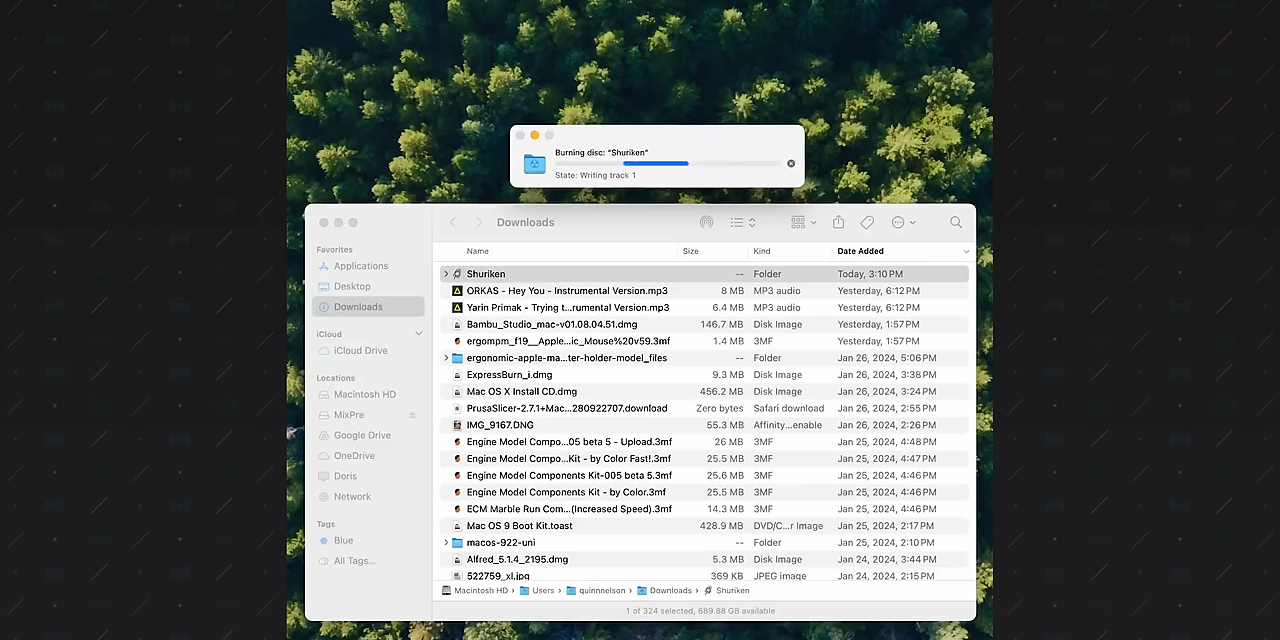 Burning disc: “Shuriken”
State: Writing track 1
Downloads
Favorites
Applications
Desktop
Downloads
iCloud
iCloud Drive
Locations
Macintosh HD
MixPre
Google Drive
OneDrive
Doris
Network
Tags
Blue
All Tags...
Name Size Kind Date Added
Shuriken -- Folder Today, 3:10 PM
ORKAS - Hey You - Instrumental Version.mp3 8 MB MP3 audio Yesterday, 6:12 PM
Yarin Primak - Trying t...rumental Version.mp3 6.4 MB MP3 audio Yesterday, 6:12 PM
Bambu_Studio_mac-v01.08.04.51.dmg 146.7 MB Disk Image Yesterday, 1:57 PM
ergompm_f19__Apple...ic_Mouse%20v59.3mf 1.4 MB 3MF Yesterday, 1:57 PM
ergonomic-apple-ma...ter-holder-model_files -- Folder Jan 26, 2024, 5:06 PM
ExpressBurn_i.dmg 9.3 MB Disk Image Jan 26, 2024, 3:38 PM
Mac OS X Install CD.dmg 456.2 MB Disk Image Jan 26, 2024, 3:24 PM
PrusaSlicer-2.7.1+Mac...280922707.download Zero bytes Safari download Jan 26, 2024, 2:55 PM
IMG_9167.DNG 55.3 MB Affinity...enable Jan 26, 2024, 2:26 PM
Engine Model Compo...05 beta 5 - Upload.3mf 26 MB 3MF Jan 25, 2024, 4:48 PM
Engine Model Compo...Kit - by Color Fast!.3mf 25.5 MB 3MF Jan 25, 2024, 4:47 PM
Engine Model Components Kit-005 beta 5.3mf 25.6 MB 3MF Jan 25, 2024, 4:46 PM
Engine Model Components Kit - by Color.3mf 25.5 MB 3MF Jan 25, 2024, 4:46 PM
ECM Marble Run Com...(Increased Speed).3mf 14.3 MB 3MF Jan 25, 2024, 4:46 PM
Mac OS 9 Boot Kit.toast 428.9 MB DVD/C...r Image Jan 25, 2024, 2:17 PM
macos-922-uni -- Folder Jan 25, 2024, 2:10 PM
Alfred_5.1.4_2195.dmg 5.3 MB Disk Image Jan 24, 2024, 3:44 PM
522759_xl.jpg 369 KB JPEG image Jan 24, 2024, 2:15 PM
Macintosh HD › Users › quinnnelson › Downloads › Shuriken
1 of 324 selected, 689.88 GB available